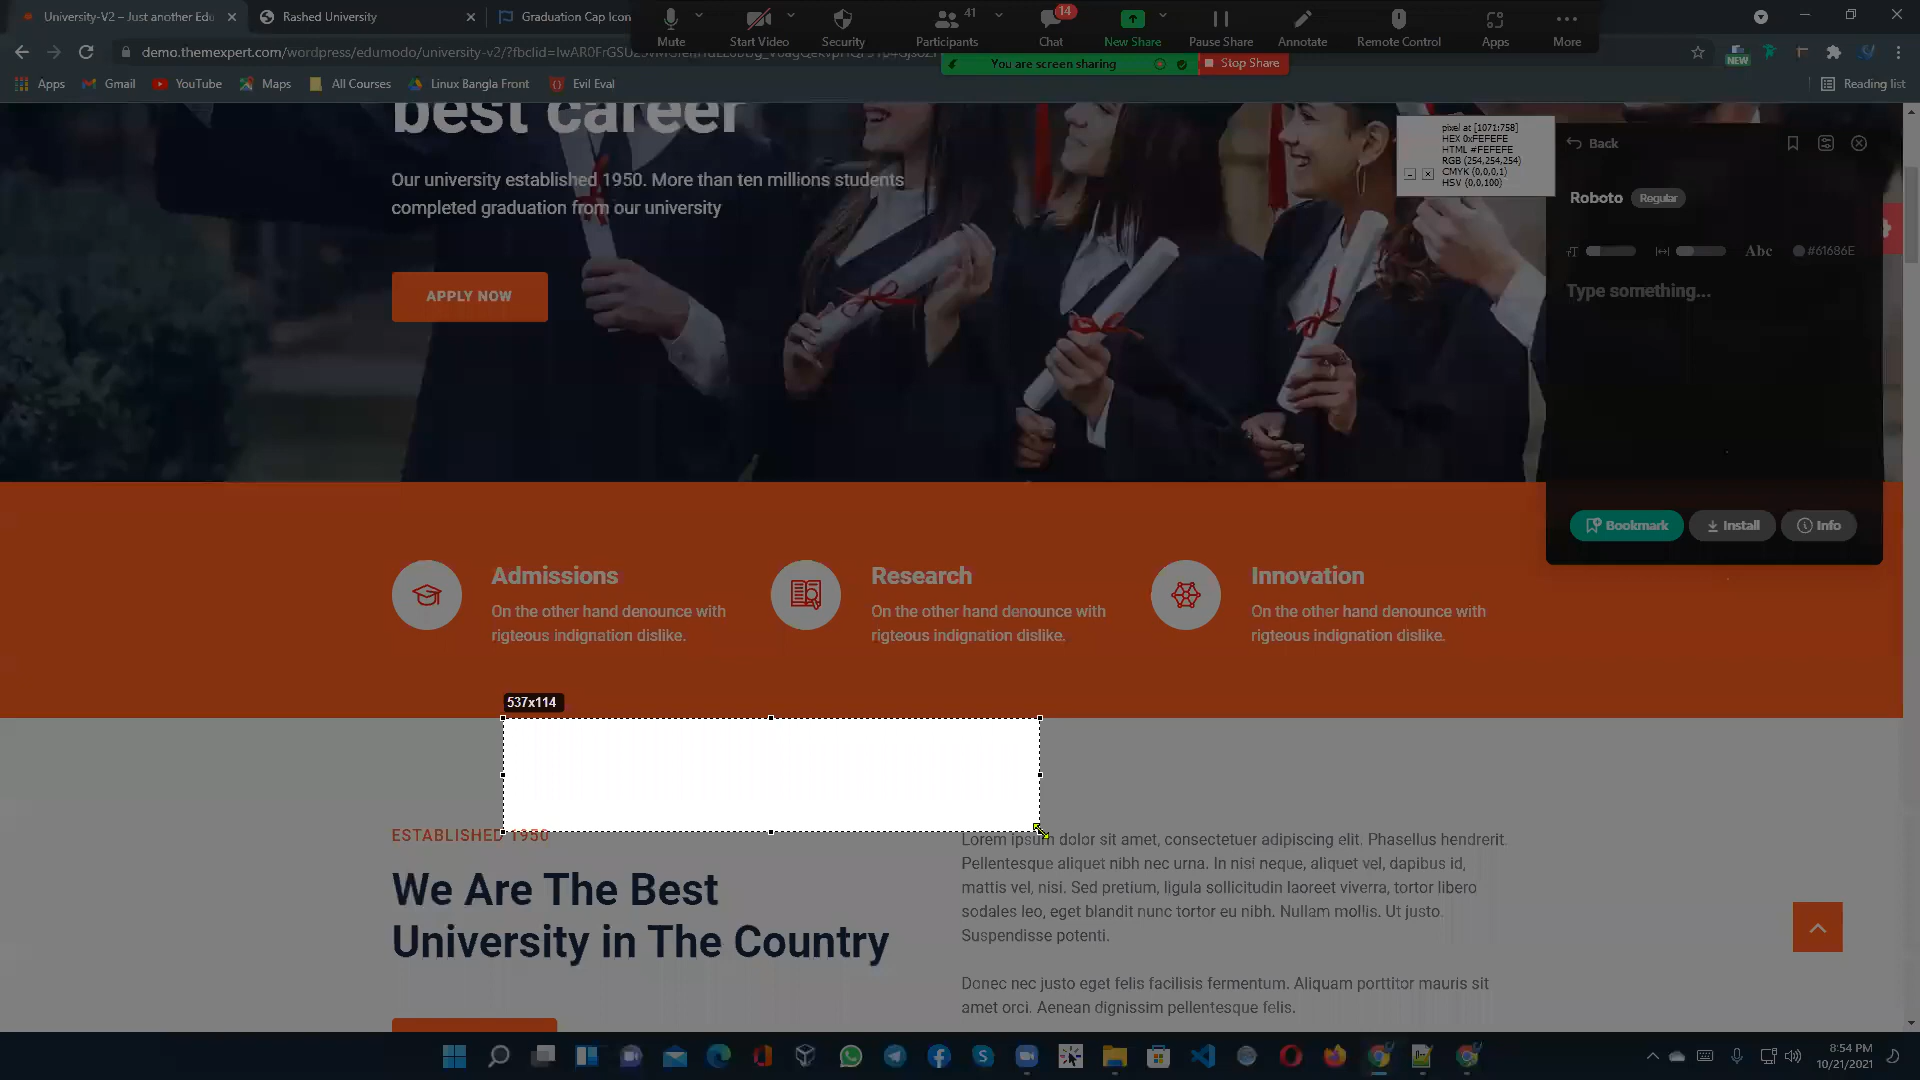 University-V2 – Just another Edu
Rashed University
Graduation Cap Icon
41
14
Mute
Start Video
Security
Participants
Chat
New Share
Pause Share
Annotate
Remote Control
Apps
More
demo.themexpert.com/wordpress/edumodo/university-v2/?fbclid=
You are screen sharing
Stop Share
NEW
Apps
Gmail
YouTube
Maps
All Courses
Linux Bangla Front
Evil Eval
Reading list
best career
pixel at [1071:758]
HEX 0xFEFEFE
HTML #FEFEFE
RGB (254,254,254)
CMYK (0,0,0,1)
HSV (0,0,100)
Back
Our university established 1950. More than ten millions students
completed graduation from our university
Roboto Regular
Abc #61686E
Type something...
APPLY NOW
Bookmark
Install
Info
Admissions
On the other hand denounce with
rigteous indignation dislike.
Research
On the other hand denounce with
rigteous indignation dislike.
Innovation
On the other hand denounce with
rigteous indignation dislike.
537x114
ESTABLISHED 1950
We Are The Best
University in The Country
Lorem ipsum dolor sit amet, consectetuer adipiscing elit. Phasellus hendrerit.
Pellentesque aliquet nibh nec urna. In nisi neque, aliquet vel, dapibus id,
mattis vel, nisi. Sed pretium, ligula sollicitudin laoreet viverra, tortor libero
sodales leo, eget blandit nunc tortor eu nibh. Nullam mollis. Ut justo.
Suspendisse potenti.
Donec nec justo eget felis facilisis fermentum. Aliquam porttitor mauris sit
amet orci. Aenean dignissim pellentesque felis.
8:54 PM
10/21/2021